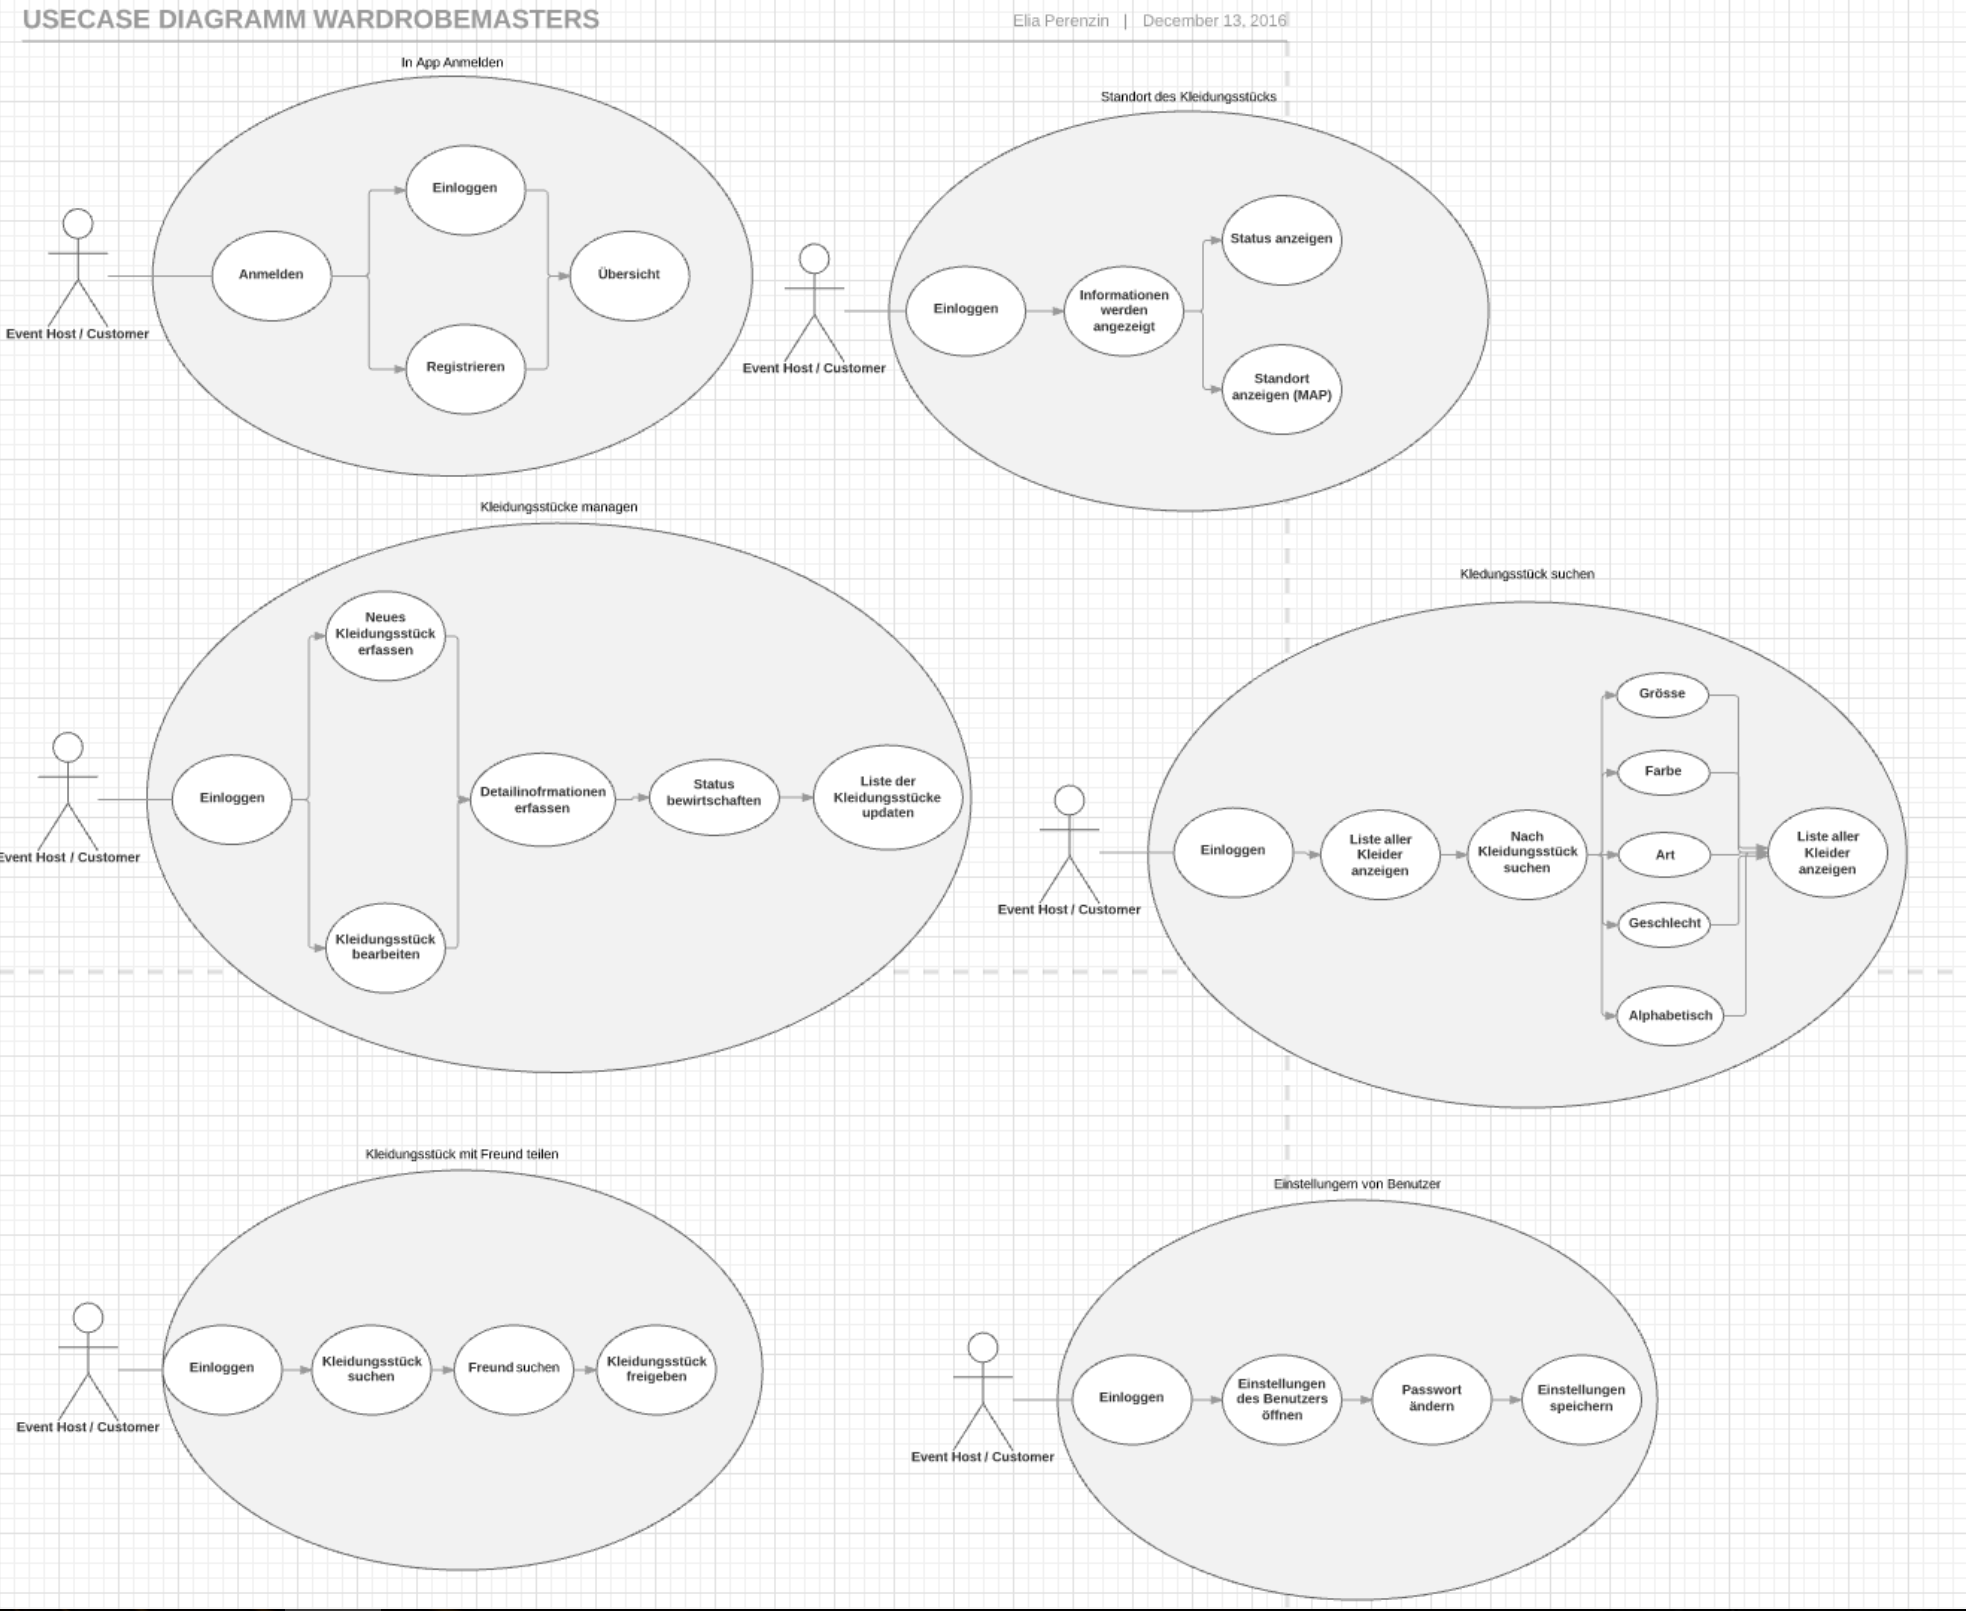 USECASE DIAGRAMM WARDROBEMASTERS
Elia Perenzin | December 13, 2016
In App Anmelden
Einloggen
Anmelden
Übersicht
Registrieren
Event Host / Customer
Standort des Kleidungsstücks
Status anzeigen
Einloggen
Informationen
werden
angezeigt
Standort
anzeigen (MAP)
Event Host / Customer
Kleidungsstücke managen
Neues
Kleidungsstück
erfassen
Einloggen
Detailinofrmationen
erfassen
Status
bewirtschaften
Liste der
Kleidungsstücke
updaten
Kleidungsstück
bearbeiten
Event Host / Customer
Kledungsstück suchen
Einloggen
Liste aller
Kleider
anzeigen
Nach
Kleidungsstück
suchen
Grösse
Farbe
Art
Geschlecht
Alphabetisch
Liste aller
Kleider
anzeigen
Event Host / Customer
Kleidungsstück mit Freund teilen
Einloggen
Kleidungsstück
suchen
Freund suchen
Kleidungsstück
freigeben
Event Host / Customer
Einstellungern von Benutzer
Einloggen
Einstellungen
des Benutzers
öffnen
Passwort
ändern
Einstellungen
speichern
Event Host / Customer